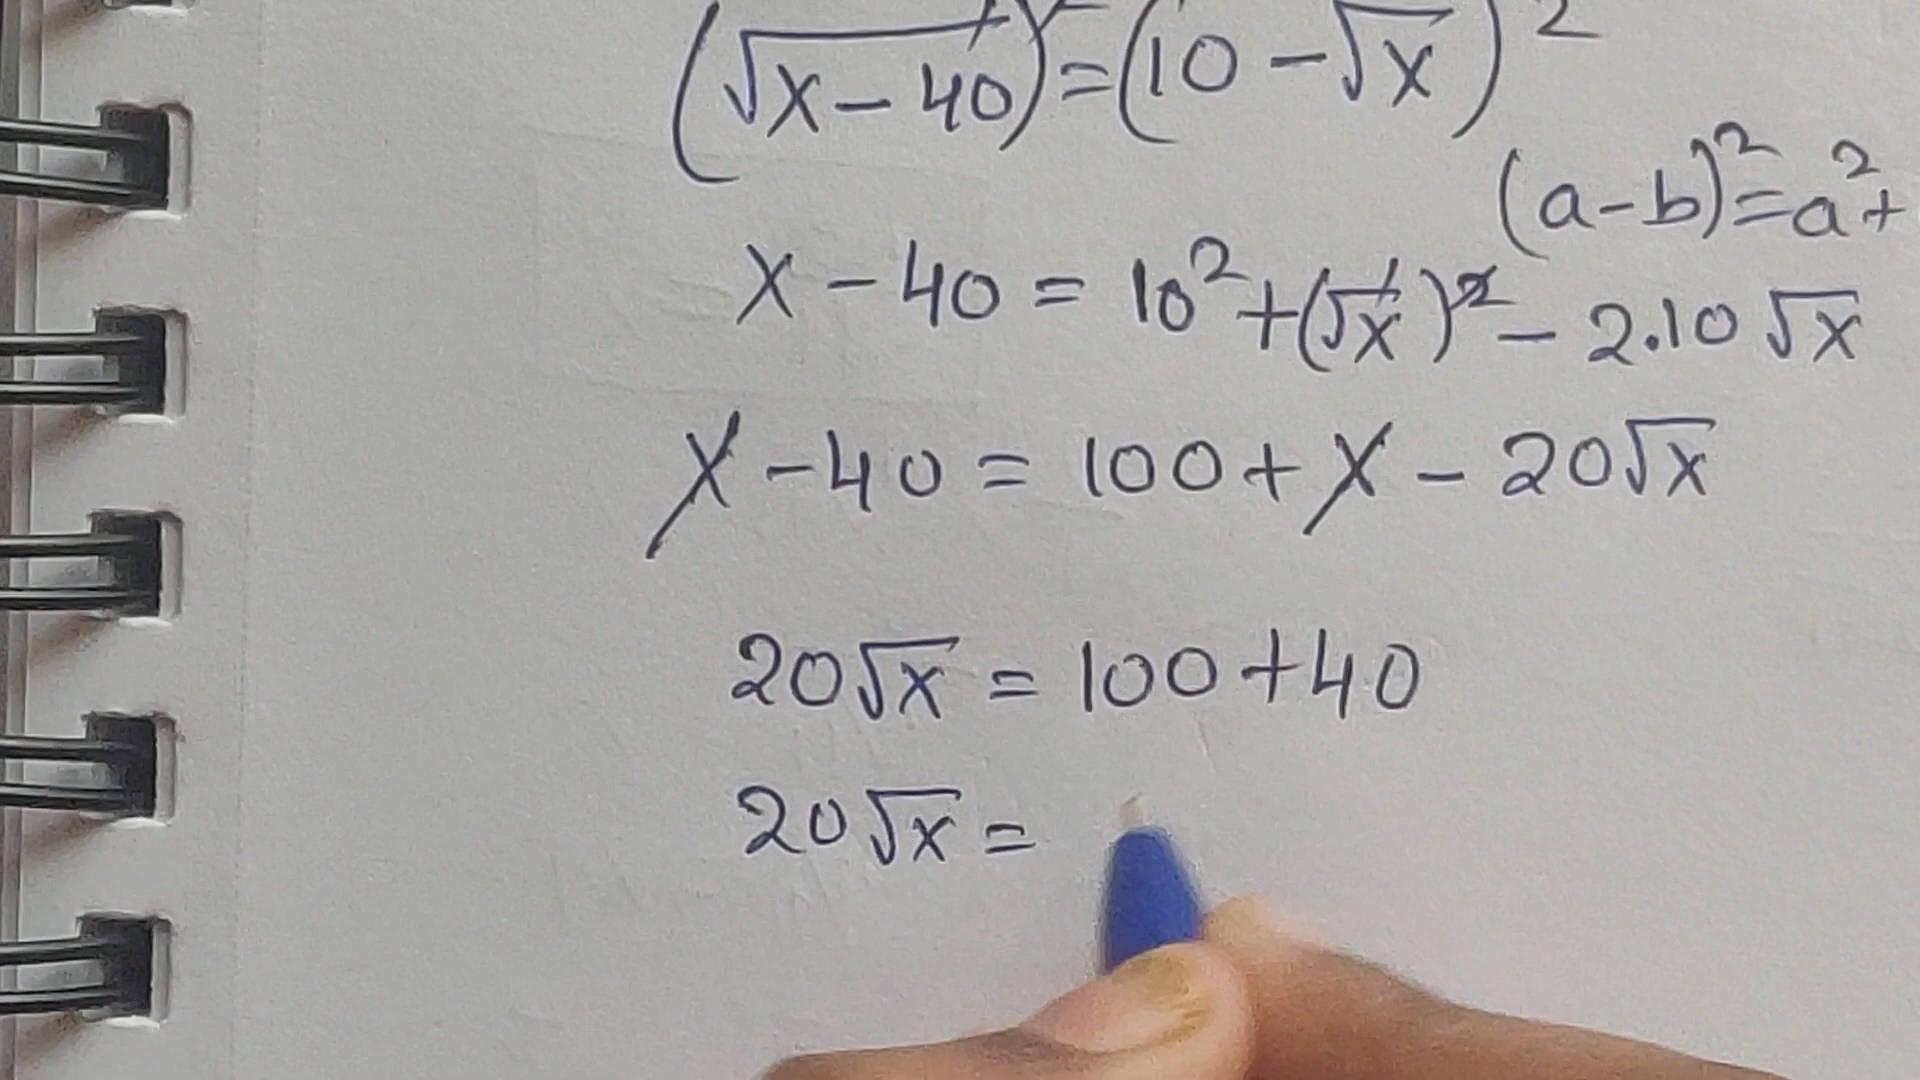 (√x-40)²=(10-√x)²
(a-b)²=a²+
x-40=10²+(√x)²-2.10√x
x-40=100+x-20√x
20√x=100+40
20√x=